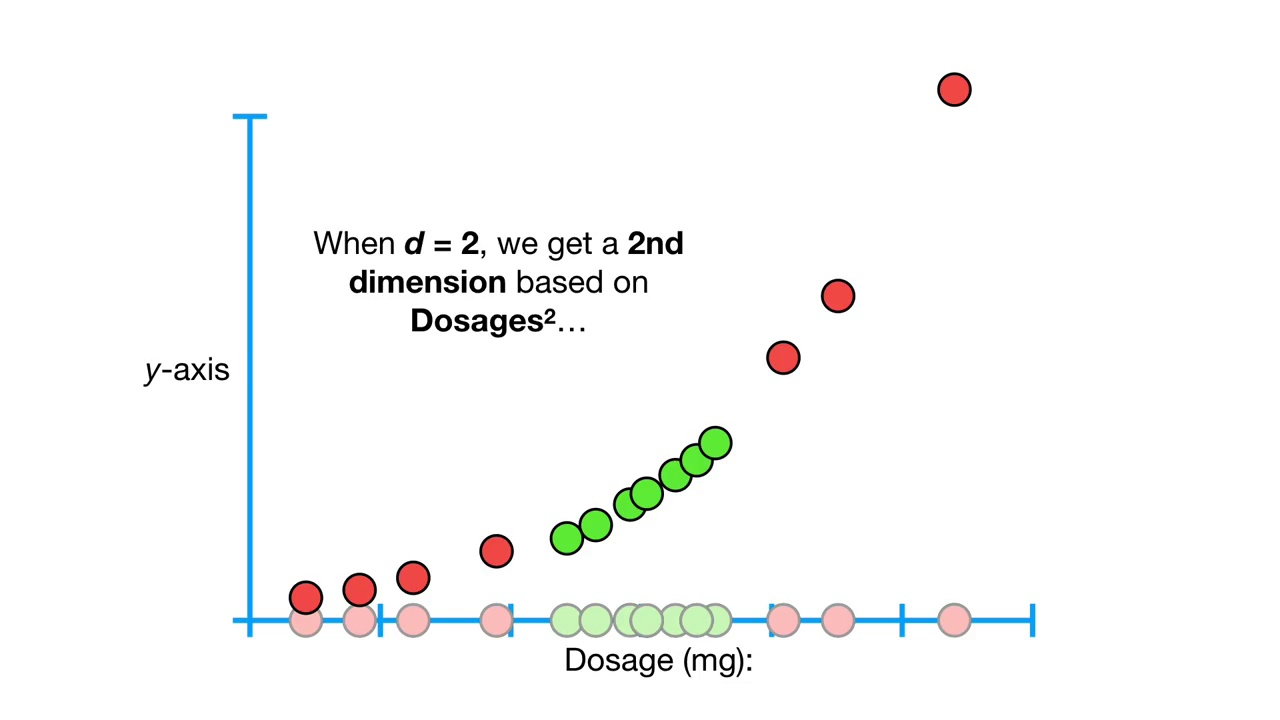 When d = 2, we get a 2nd
dimension based on
Dosages²…
y-axis
Dosage (mg):